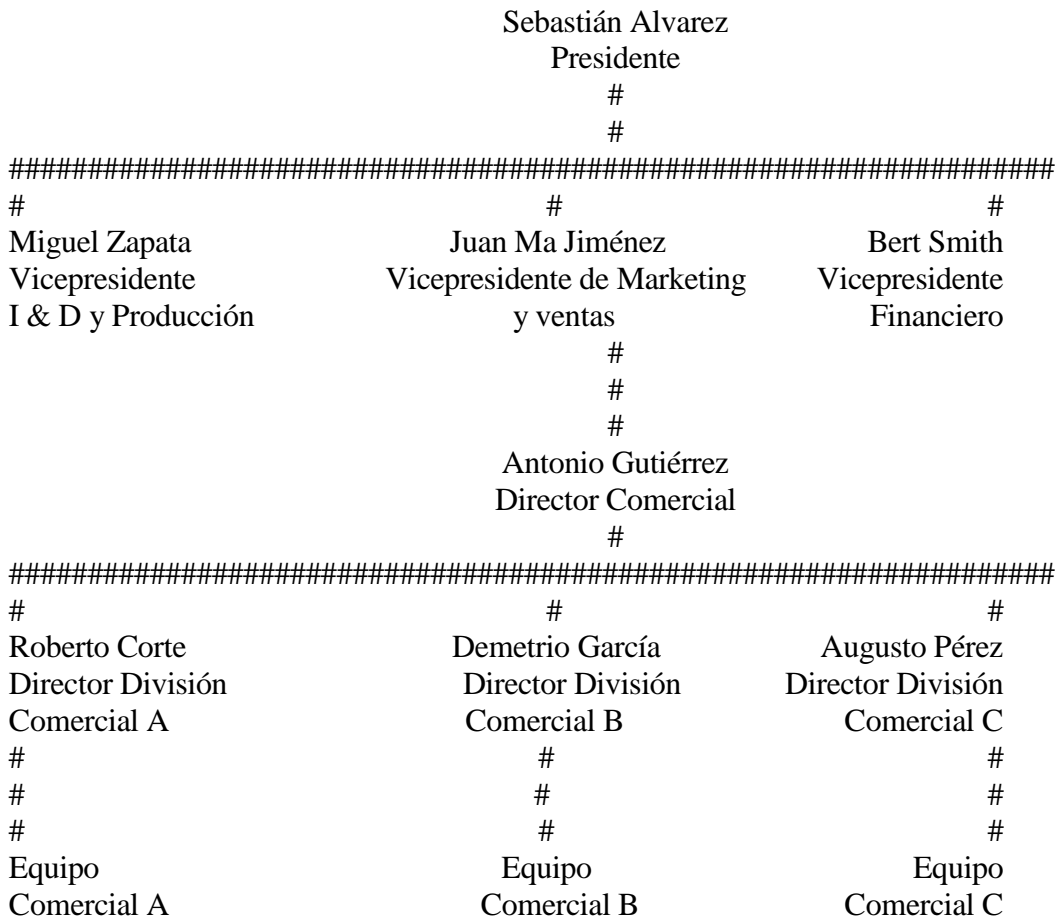 Sebastián Alvarez
Presidente
#
#
###################################################################
# # #
Miguel Zapata Juan Ma Jiménez Bert Smith
Vicepresidente Vicepresidente de Marketing Vicepresidente
I & D y Producción y ventas Financiero
#
#
#
Antonio Gutiérrez
Director Comercial
#
###################################################################
# # #
Roberto Corte Demetrio García Augusto Pérez
Director División Director División Director División
Comercial A Comercial B Comercial C
# # #
# # #
# # #
Equipo Equipo Equipo
Comercial A Comercial B Comercial C